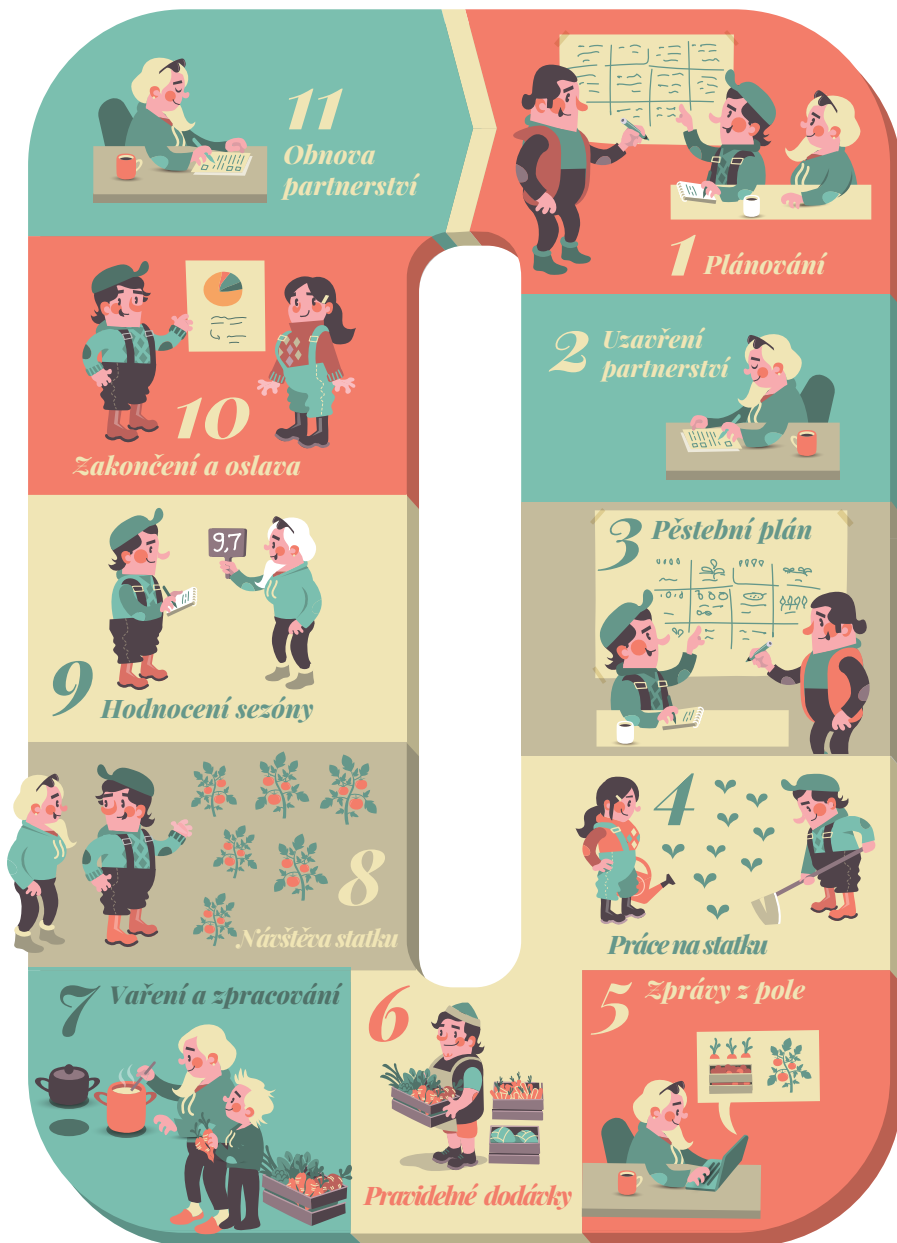 1 Plánování
2 Uzavření
partnerství
3 Pěstební plán
4
Práce na statku
5 Zprávy z pole
6
Pravidelné dodávky
7 Vaření a zpracování
8
Návštěva statku
9,7
9 Hodnocení sezóny
10
Zakončení a oslava
11
Obnova
partnerství